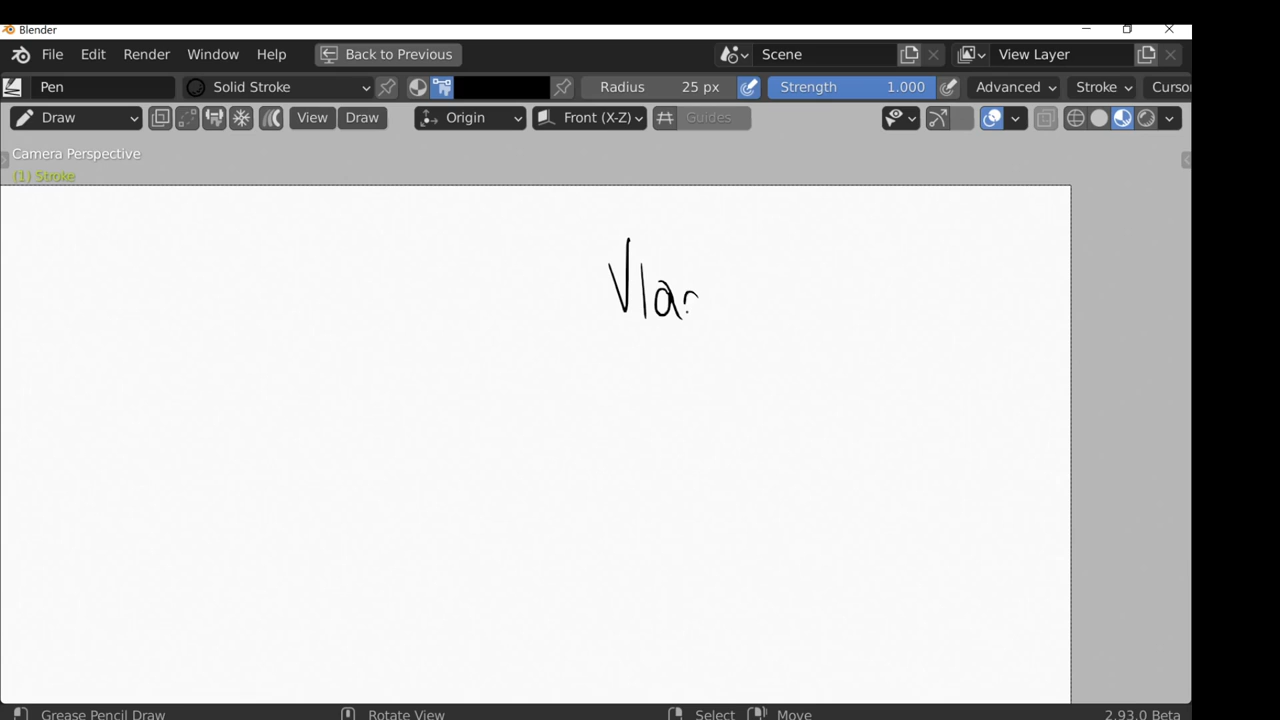 Blender
File Edit Render Window Help Back to Previous Scene View Layer
Pen Solid Stroke Radius 25 px Strength 1.000 Advanced Stroke Curso
Draw View Draw Origin Front (X-Z) Guides
Camera Perspective
(1) Stroke
Grease Pencil Draw Rotate View Select Move 2.93.0 Beta